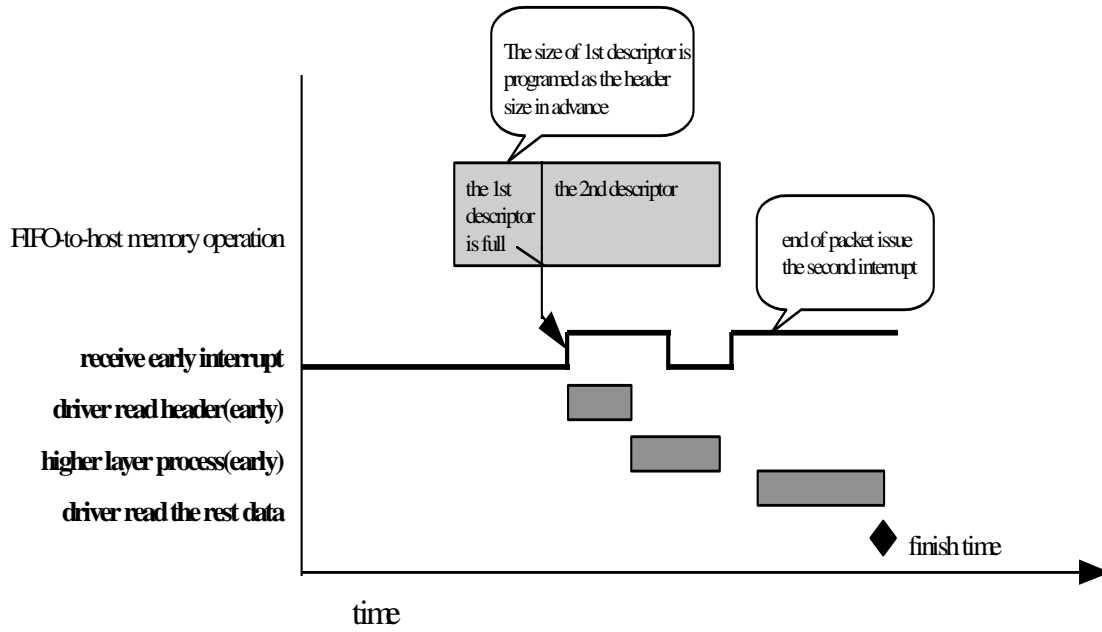 The size of 1st descriptor is
programed as the header
size in advance
the 1st
descriptor
is full
the 2nd descriptor
FIFO-to-host memory operation
end of packet issue
the second interrupt
receive early interrupt
driver read header(early)
higher layer process(early)
driver read the rest data
finish time
time